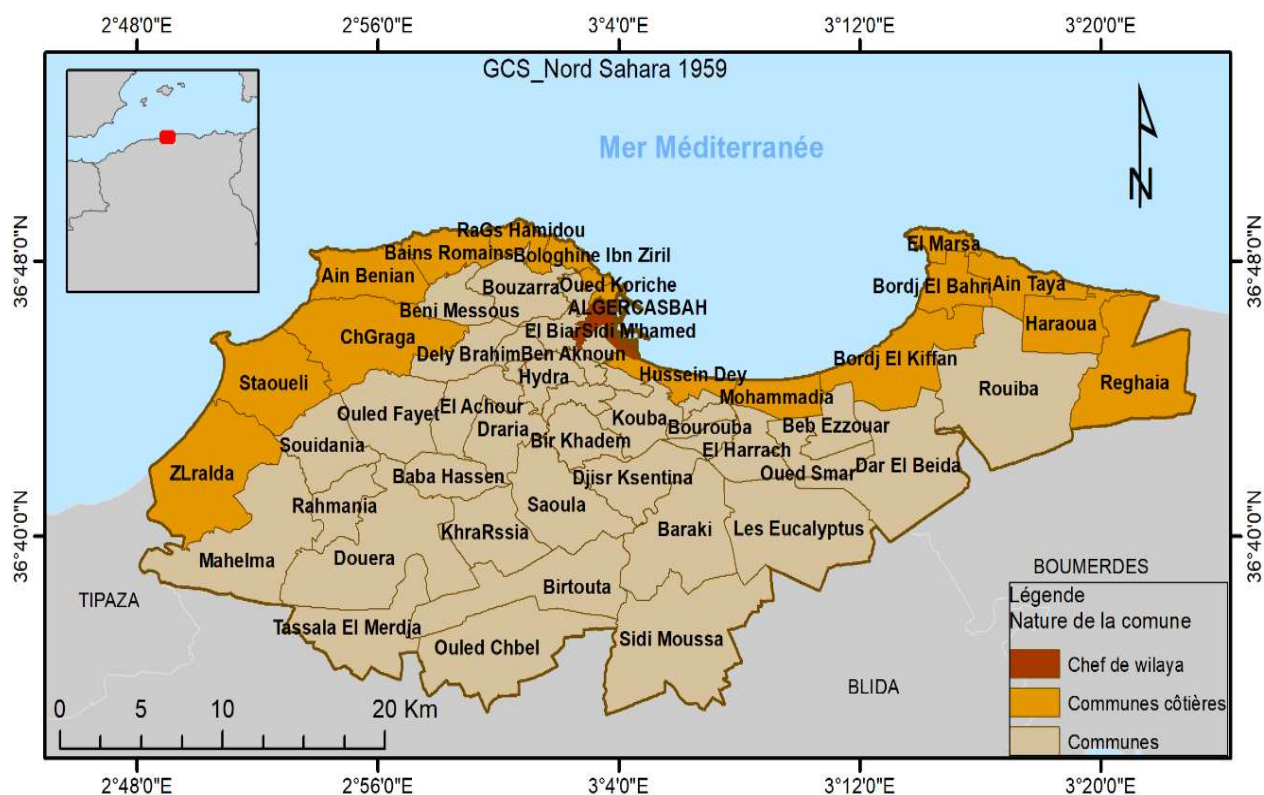 2°48'0"E 2°56'0"E 3°4'0"E 3°12'0"E 3°20'0"E
GCS_Nord Sahara 1959
Mer Méditerranée
N
36°48'0"N
36°48'0"N
RaGs Hamidou
El Marsa
Bains Romains
Bologhine Ibn Ziril
Ain Benian
Bouzarra
Oued Koriche
Bordj El Bahri
Ain Taya
Beni Messous
ALGERCASBAH
Haraoua
ChGraga
El Biar
Sidi M'hamed
Dely Brahim
Ben Aknoun
Bordj El Kiffan
Staoueli
Hydra
Hussein Dey
Rouiba
Reghaia
Mohammadia
Ouled Fayet
El Achour
Kouba
Souidania
Draria
Bir Khadem
Bourouba
Beb Ezzouar
El Harrach
ZLralda
Baba Hassen
Djisr Ksentina
Oued Smar
Dar El Beida
Rahmania
Saoula
KhraRssia
Baraki
Les Eucalyptus
36°40'0"N
36°40'0"N
Mahelma
Douera
Birtouta
BOUMERDES
TIPAZA
Tassala El Merdja
Ouled Chbel
Sidi Moussa
BLIDA
Légende
Nature de la comune
Chef de wilaya
Communes côtières
Communes
0 5 10 20 Km
2°48'0"E 2°56'0"E 3°4'0"E 3°12'0"E 3°20'0"E